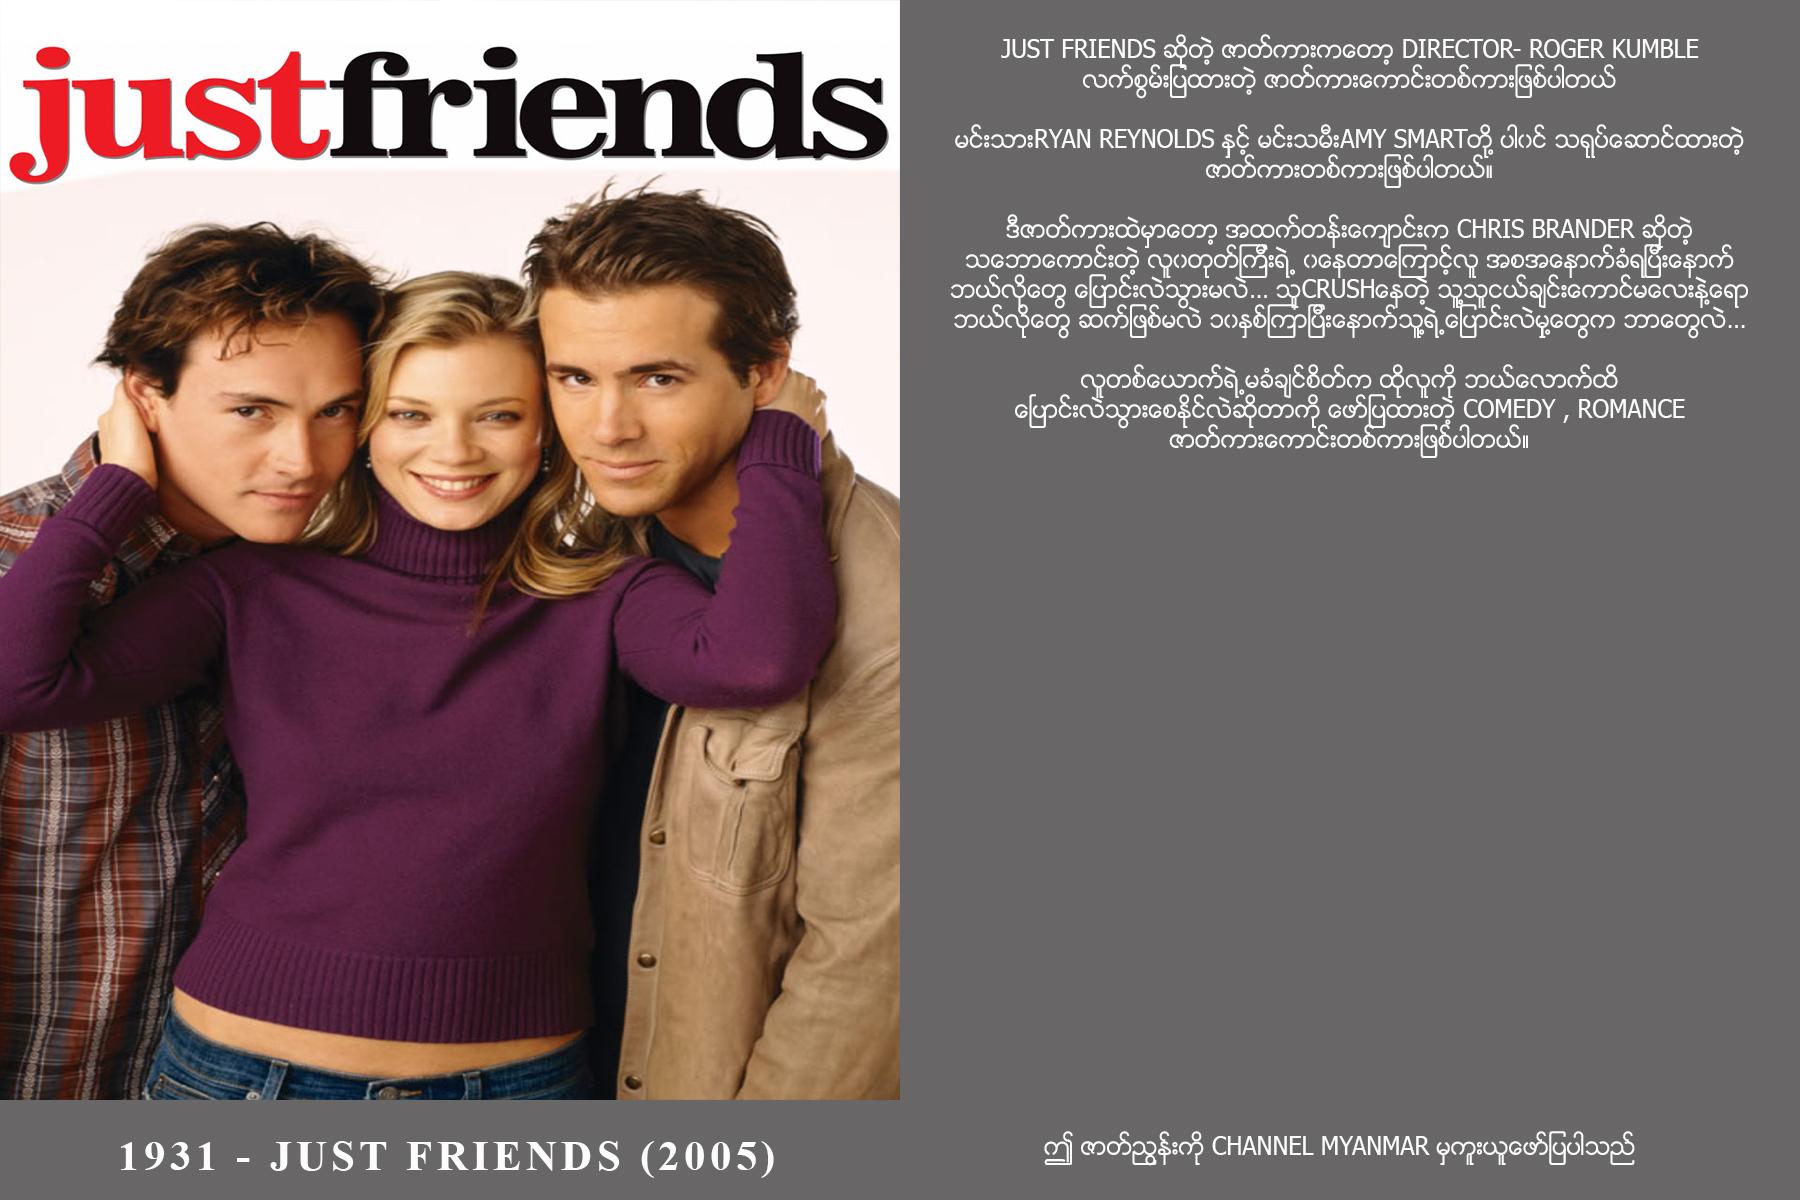 justfriends
JUST FRIENDS ဆိုတဲ့ ဇာတ်ကားကတော့ DIRECTOR- ROGER KUMBLE
လက်စွမ်းပြထားတဲ့ ဇာတ်ကားကောင်းတစ်ကားဖြစ်ပါတယ်
မင်းသားRYAN REYNOLDS နှင့် မင်းသမီးAMY SMARTတို့ ပါ၀င် သရုပ်ဆောင်ထားတဲ့
ဇာတ်ကားတစ်ကားဖြစ်ပါတယ်။
ဒီဇာတ်ကားထဲမှာတော့ အထက်တန်းကျောင်းက CHRIS BRANDER ဆိုတဲ့
သဘောကောင်းတဲ့ လူ၀တုတ်ကြီးရဲ့ ၀နေတာကြောင့်လူ အစအနောက်ခံရပြီးနောက်
ဘယ်လိုတွေ ပြောင်းလဲသွားမလဲ... သူCRUSHနေတဲ့ သူ့သူငယ်ချင်းကောင်မလေးနဲ့ရော
ဘယ်လိုတွေ ဆက်ဖြစ်မလဲ ၁၀နှစ်ကြာပြီးနောက်သူ့ရဲ့ပြောင်းလဲမှု့တွေက ဘာတွေလဲ...
လူတစ်ယောက်ရဲ့မခံချင်စိတ်က ထိုလူကို ဘယ်လောက်ထိ
ပြောင်းလဲသွားစေနိုင်လဲဆိုတာကို ဖော်ပြထားတဲ့ COMEDY , ROMANCE
ဇာတ်ကားကောင်းတစ်ကားဖြစ်ပါတယ်။
1931 - JUST FRIENDS (2005)
ဤ ဇာတ်ညွှန်းကို CHANNEL MYANMAR မှကူးယူဖော်ပြပါသည်